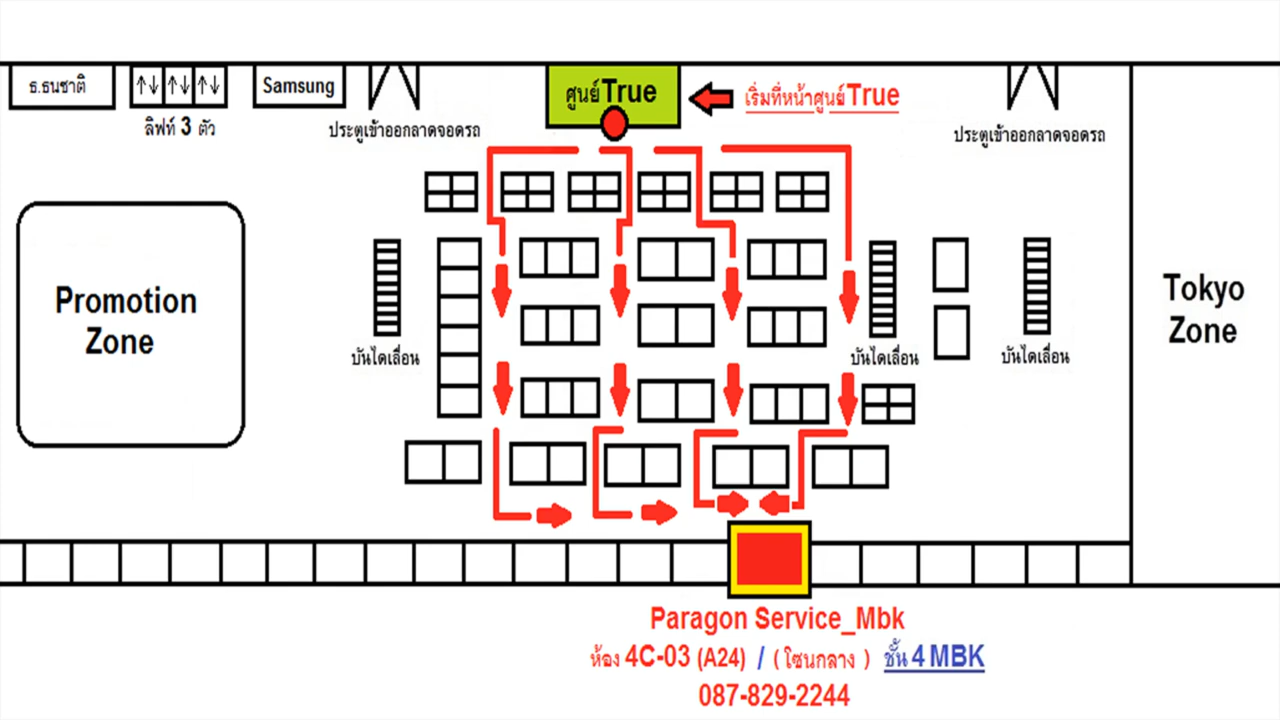 ธ.ธนชาติ
ลิฟท์ 3 ตัว
Samsung
ประตูเข้าออกลาดจอดรถ
ศูนย์True
เริ่มที่หน้าศูนย์True
ประตูเข้าออกลาดจอดรถ
Promotion
Zone
บันไดเลื่อน
บันไดเลื่อน
บันไดเลื่อน
Tokyo
Zone
Paragon Service_Mbk
ห้อง 4C-03 (A24) / ( โซนกลาง ) ชั้น 4 MBK
087-829-2244